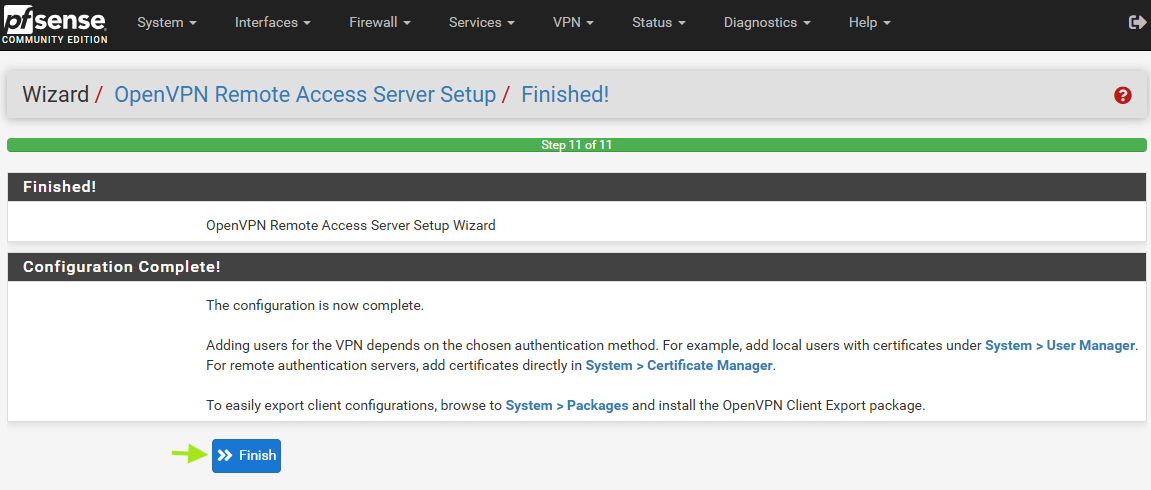 pfsense
COMMUNITY EDITION
System
Interfaces
Firewall
Services
VPN
Status
Diagnostics
Help
Wizard / OpenVPN Remote Access Server Setup / Finished!
Step 11 of 11
Finished!
OpenVPN Remote Access Server Setup Wizard
Configuration Complete!
The configuration is now complete.
Adding users for the VPN depends on the chosen authentication method. For example, add local users with certificates under System > User Manager.
For remote authentication servers, add certificates directly in System > Certificate Manager.
To easily export client configurations, browse to System > Packages and install the OpenVPN Client Export package.
Finish